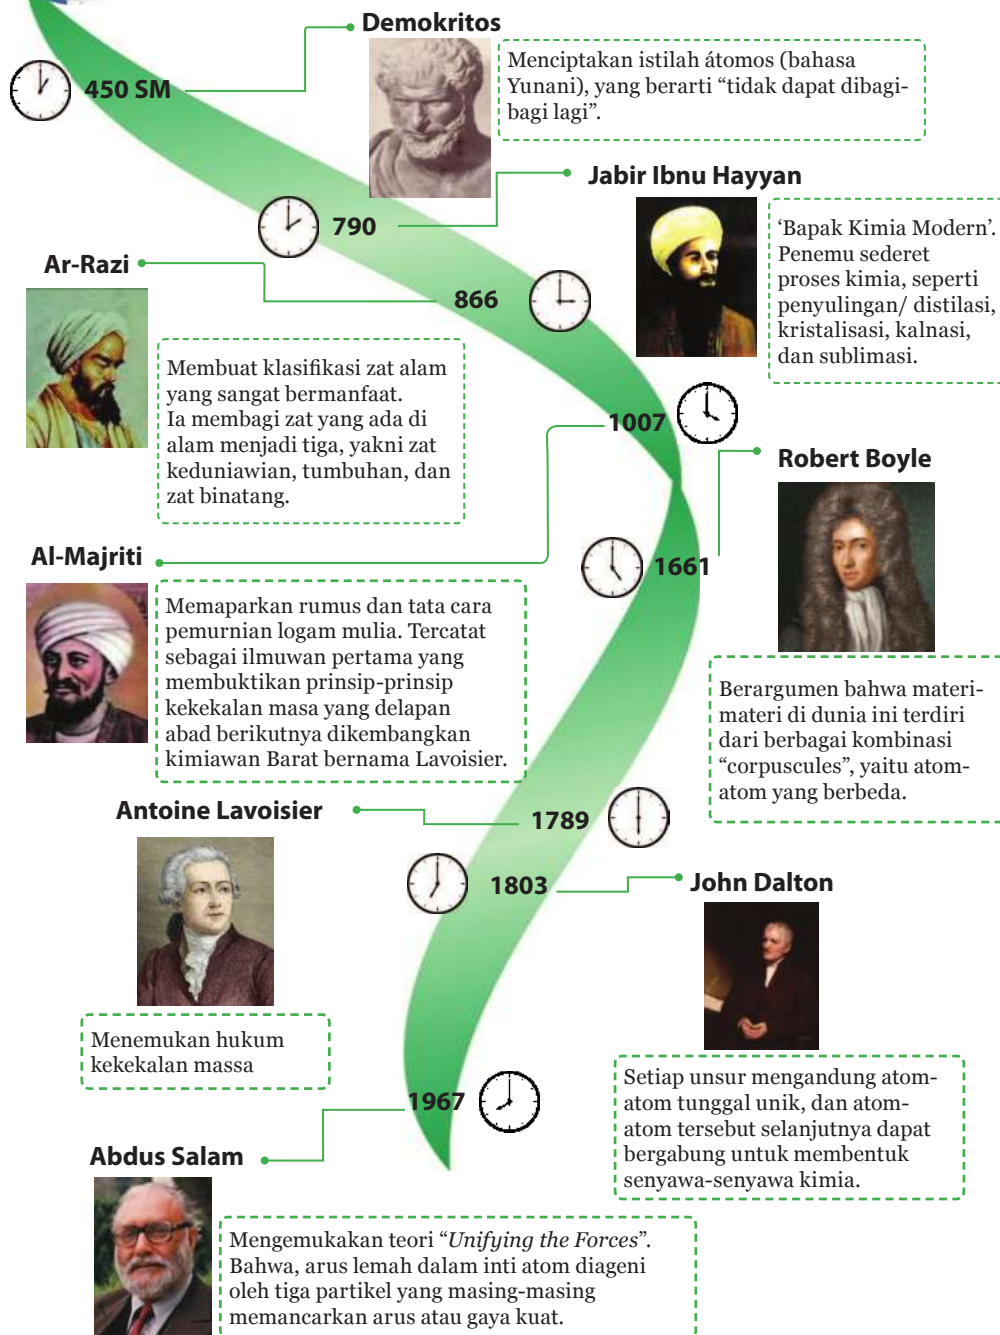 Demokritos
450 SM
Menciptakan istilah átomos (bahasa
Yunani), yang berarti “tidak dapat dibagi-
bagi lagi”.
Jabir Ibnu Hayyan
790
‘Bapak Kimia Modern’.
Penemu sederet
proses kimia, seperti
penyulingan/ distilasi,
kristalisasi, kalnasi,
dan sublimasi.
Ar-Razi
866
Membuat klasifikasi zat alam
yang sangat bermanfaat.
Ia membagi zat yang ada di
alam menjadi tiga, yakni zat
keduniawian, tumbuhan, dan
zat binatang.
1007
Al-Majriti
Memaparkan rumus dan tata cara
pemurnian logam mulia. Tercatat
sebagai ilmuwan pertama yang
membuktikan prinsip-prinsip
kekekalan masa yang delapan
abad berikutnya dikembangkan
kimiawan Barat bernama Lavoisier.
Robert Boyle
1661
Berargumen bahwa materi-
materi di dunia ini terdiri
dari berbagai kombinasi
“corpuscules”, yaitu atom-
atom yang berbeda.
Antoine Lavoisier
1789
Menemukan hukum
kekekalan massa
1803
John Dalton
Setiap unsur mengandung atom-
atom tunggal unik, dan atom-
atom tersebut selanjutnya dapat
bergabung untuk membentuk
senyawa-senyawa kimia.
1967
Abdus Salam
Mengemukakan teori “Unifying the Forces”.
Bahwa, arus lemah dalam inti atom diageni
oleh tiga partikel yang masing-masing
memancarkan arus atau gaya kuat.